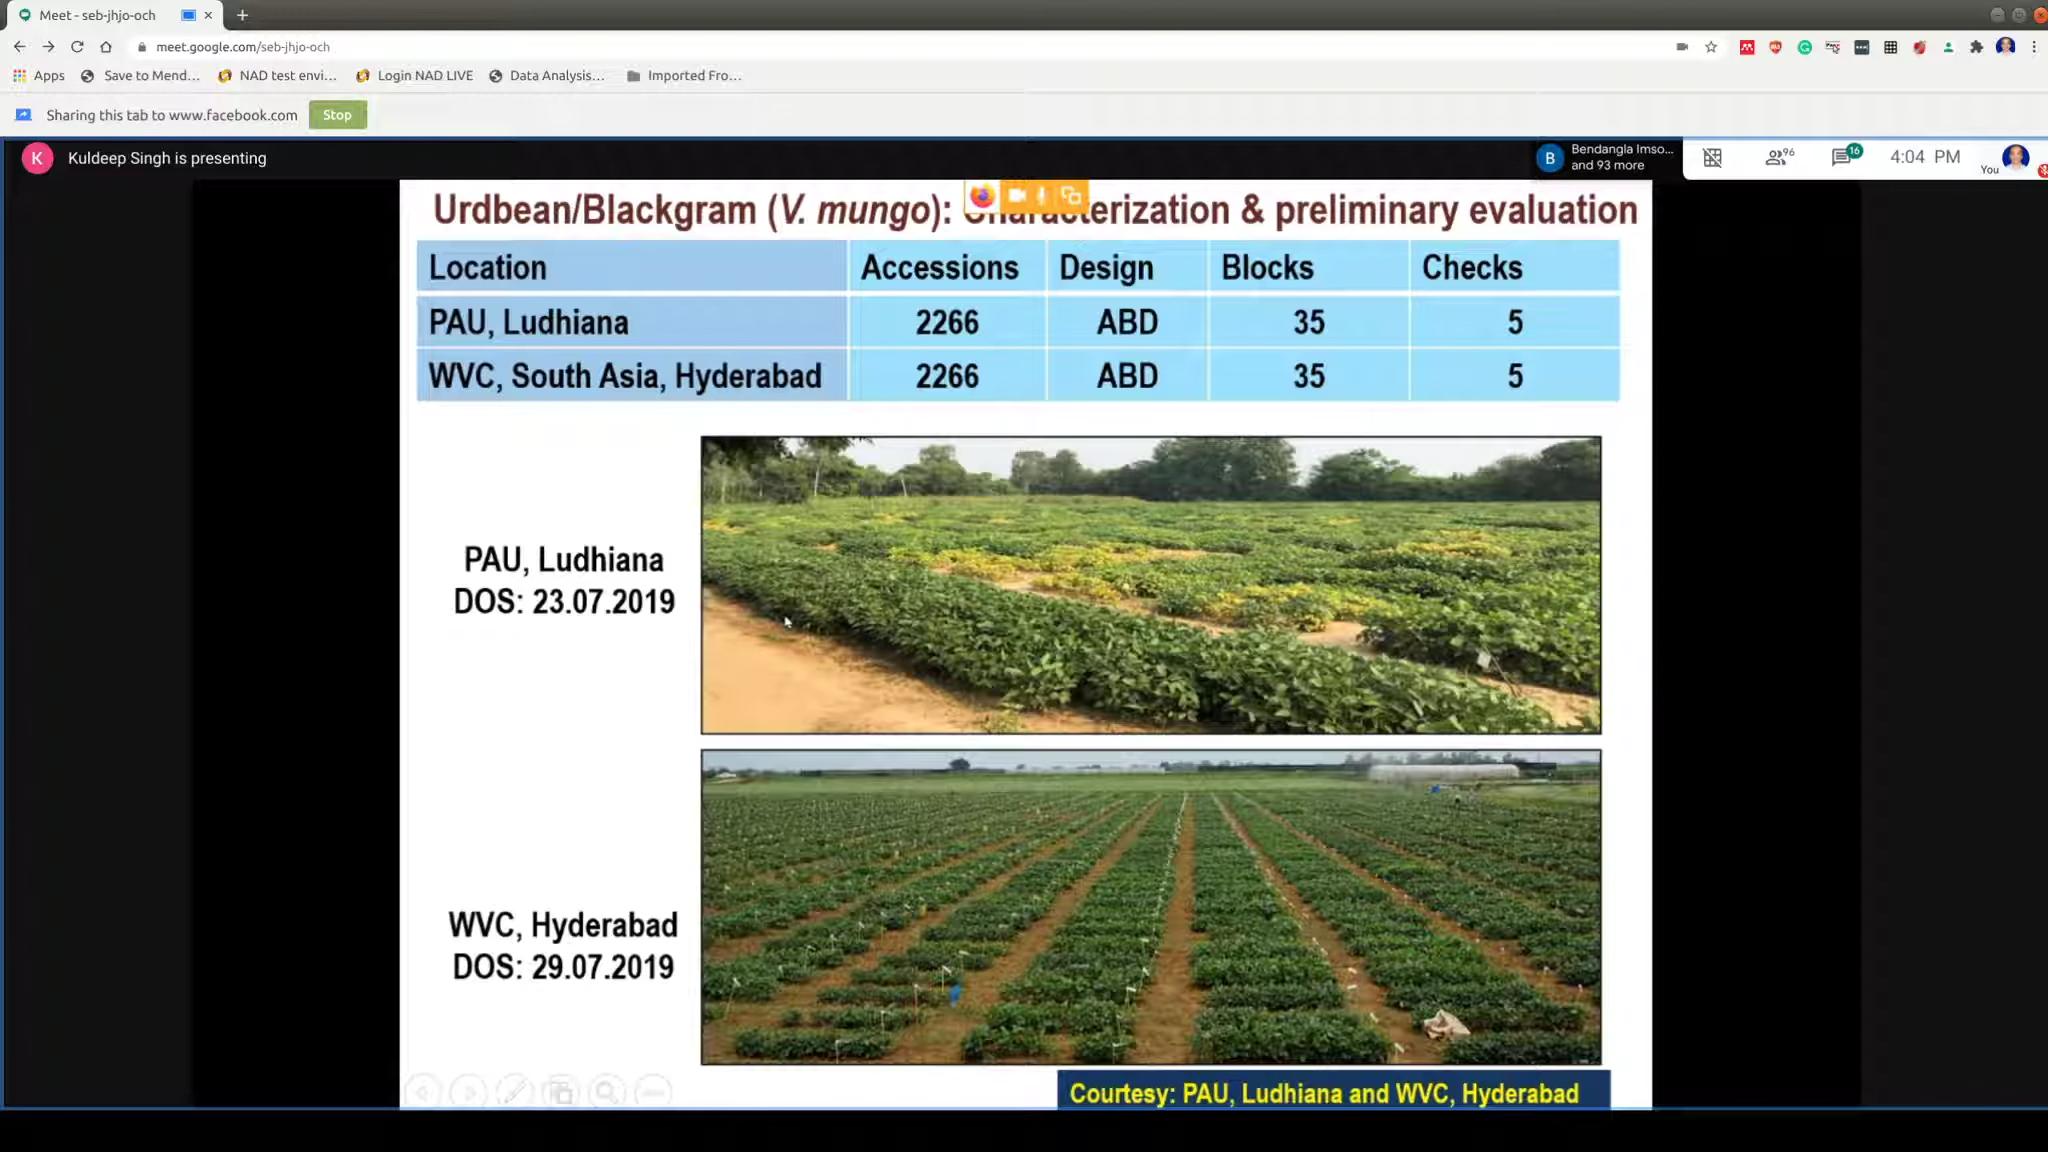 Meet - seb-jhjo-och
meet.google.com/seb-jhjo-och
Apps Save to Mend... NAD test envi... Login NAD LIVE Data Analysis... Imported Fro...
Sharing this tab to www.facebook.com Stop
K Kuldeep Singh is presenting
B Bendangla Imso...
and 93 more
96
16
4:04 PM
You
Urdbean/Blackgram (V. mungo): Characterization & preliminary evaluation
Location Accessions Design Blocks Checks
PAU, Ludhiana 2266 ABD 35 5
WVC, South Asia, Hyderabad 2266 ABD 35 5
PAU, Ludhiana
DOS: 23.07.2019
WVC, Hyderabad
DOS: 29.07.2019
Courtesy: PAU, Ludhiana and WVC, Hyderabad